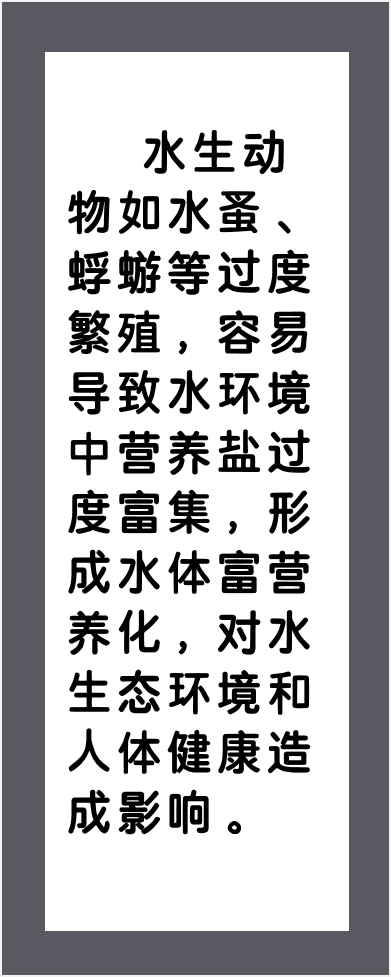 水生动
物如水蚤、
蜉蝣等过度
繁殖，容易
导致水环境
中营养盐过
度富集，形
成水体富营
养化，对水
生态环境和
人体健康造
成影响。